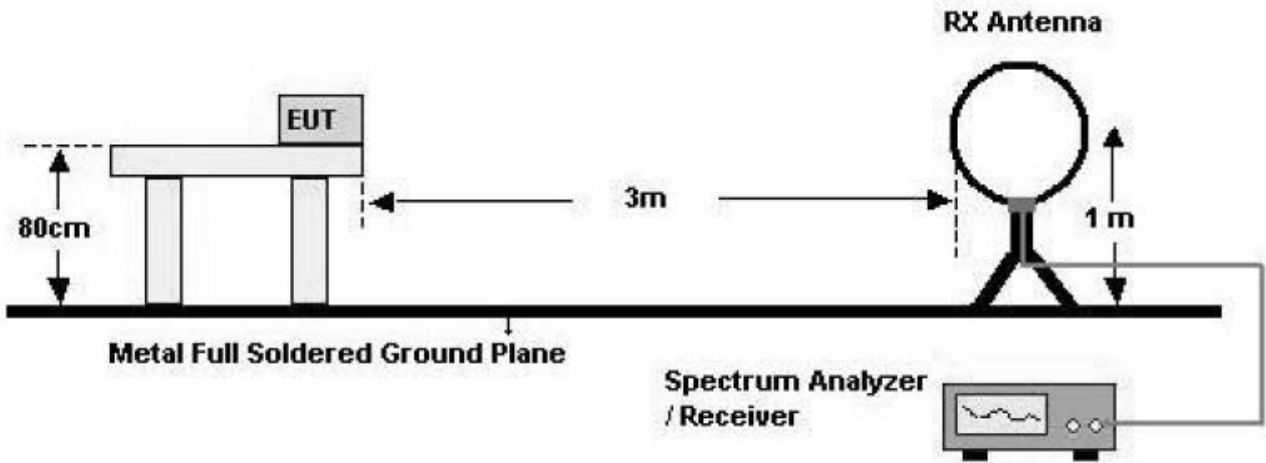 RX Antenna
EUT
80cm
3m
1 m
Metal Full Soldered Ground Plane
Spectrum Analyzer
/ Receiver